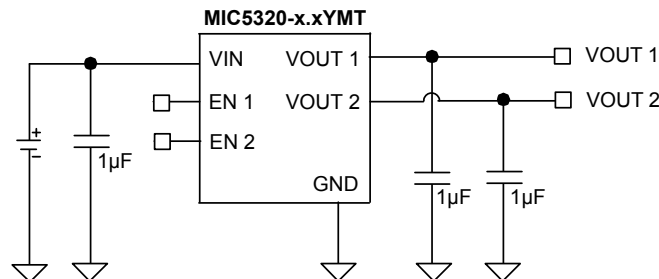 MIC5320-x.xYMT
VIN
VOUT 1
VOUT 1
EN 1
VOUT 2
VOUT 2
EN 2
+
–
1µF
GND
1µF
1µF